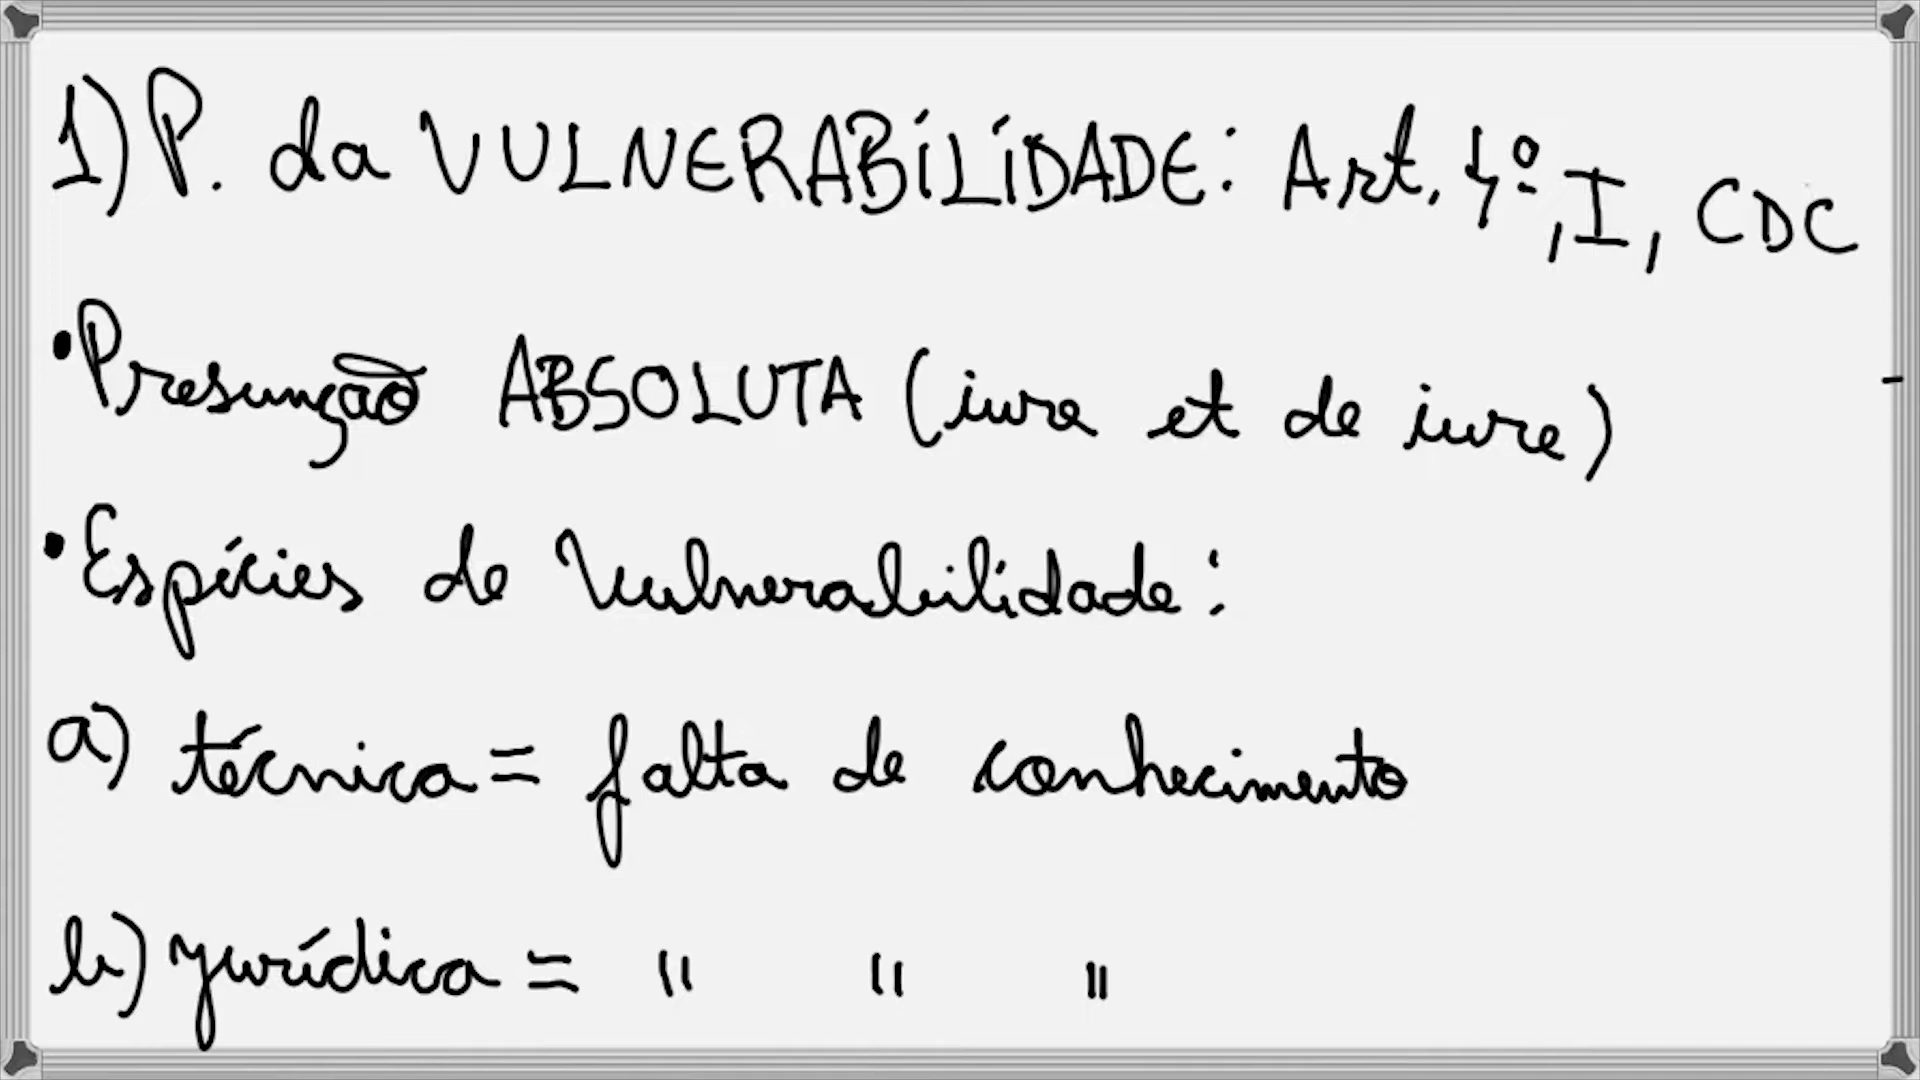 1) P. da VULNERABILIDADE: Art. 4º, I, CDC
• Presunção ABSOLUTA (iure et de iure)
• Espécies de Vulnerabilidade:
a) técnica = falta de conhecimento
b) jurídica = " " "